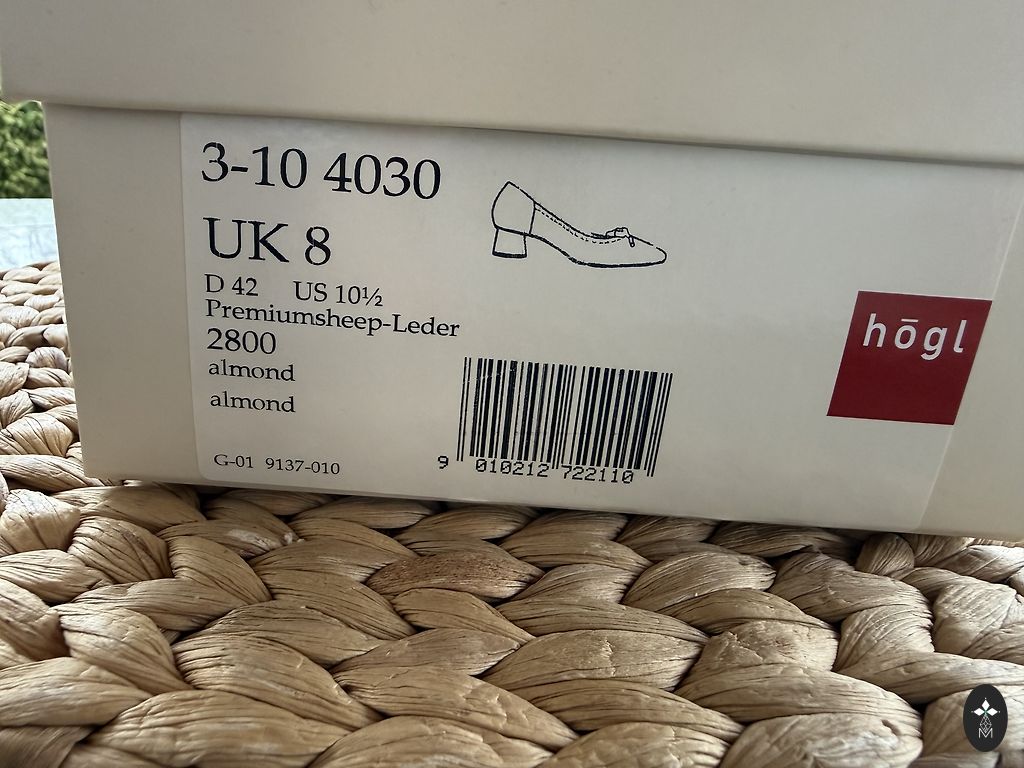 3-10 4030
UK 8
D 42 US 10½
Premiumsheep-Leder
2800
almond
almond
G-01 9137-010
9 010212 722110
högl
M